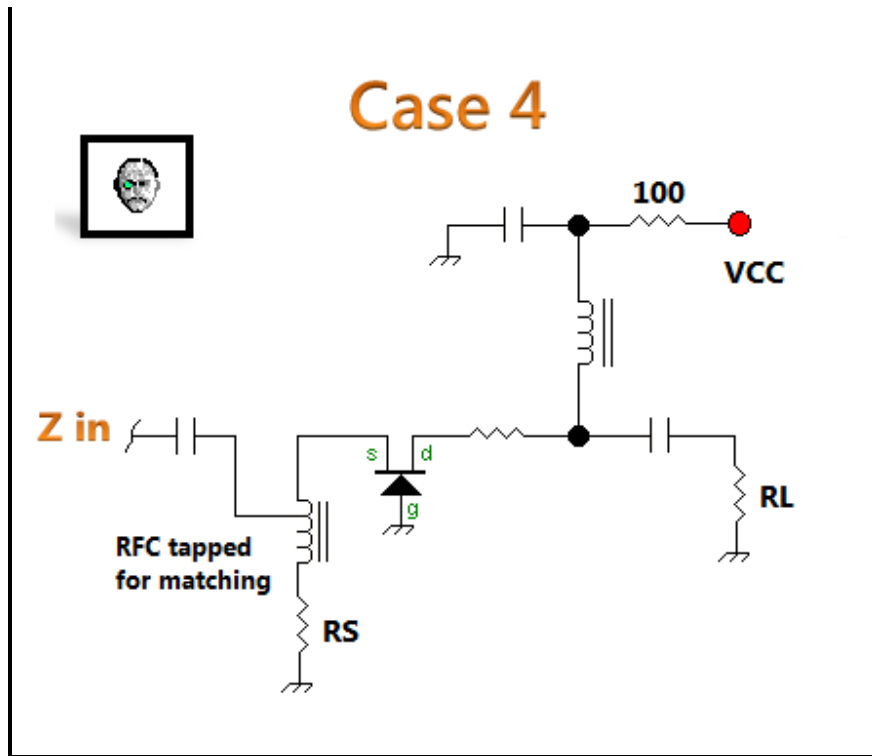 Case 4
100
VCC
Z in
s
d
g
RL
RFC tapped
for matching
RS